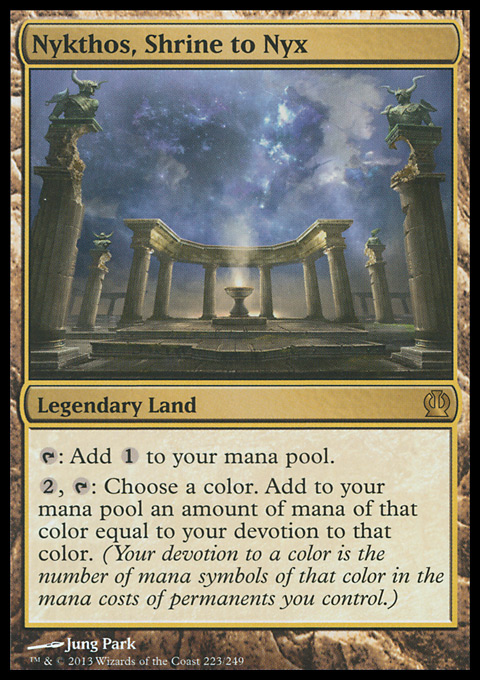 Nykthos, Shrine to Nyx
Legendary Land
: Add 1 to your mana pool.
2, : Choose a color. Add to your
mana pool an amount of mana of that
color equal to your devotion to that
color. (Your devotion to a color is the
number of mana symbols of that color in the
mana costs of permanents you control.)
Jung Park
™ & © 2013 Wizards of the Coast 223/249